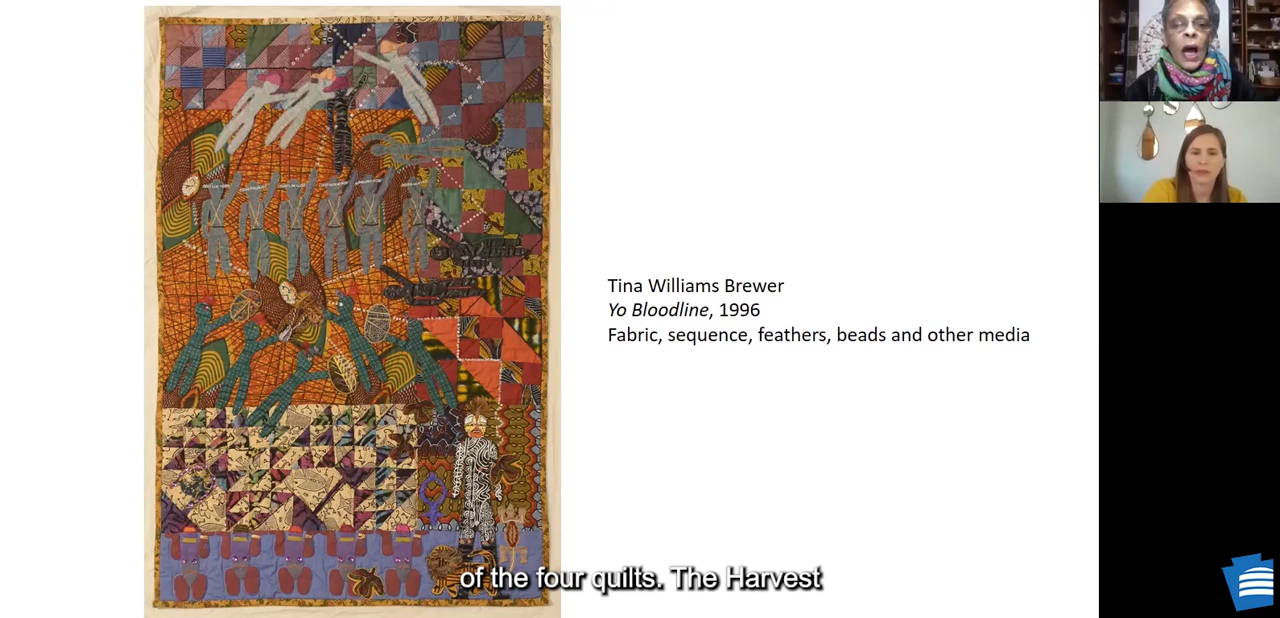 Tina Williams Brewer
Yo Bloodline, 1996
Fabric, sequence, feathers, beads and other media
of the four quilts. The Harvest